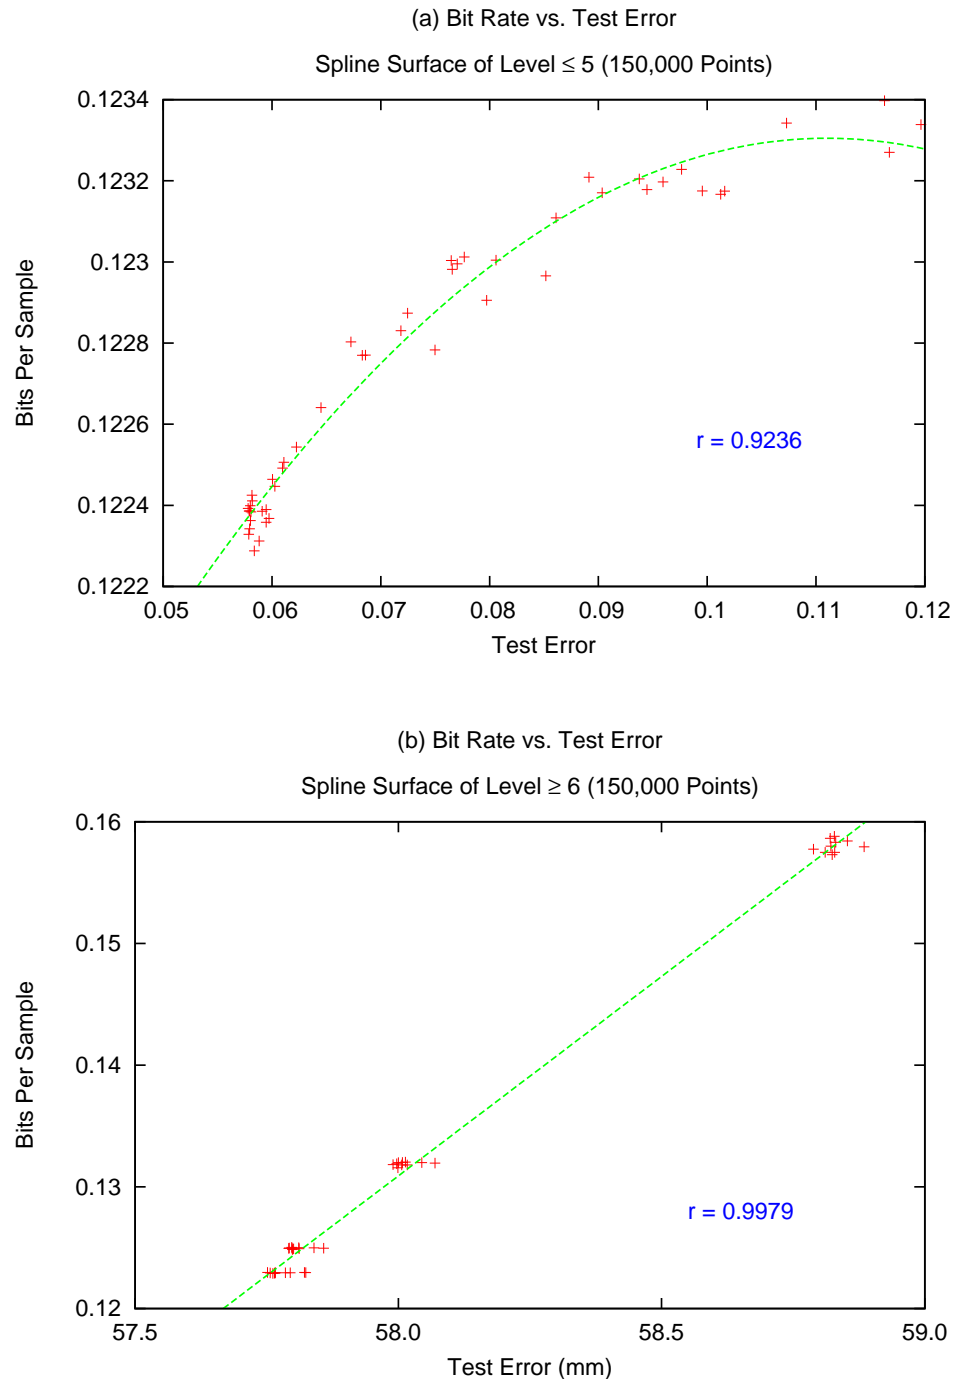 (a) Bit Rate vs. Test Error
Spline Surface of Level ≤ 5 (150,000 Points)
0.1234
0.1232
0.123
0.1228
0.1226
0.1224
0.1222
Bits Per Sample
r = 0.9236
0.05 0.06 0.07 0.08 0.09 0.1 0.11 0.12
Test Error
(b) Bit Rate vs. Test Error
Spline Surface of Level ≥ 6 (150,000 Points)
0.16
0.15
0.14
0.13
0.12
Bits Per Sample
r = 0.9979
57.5 58.0 58.5 59.0
Test Error (mm)